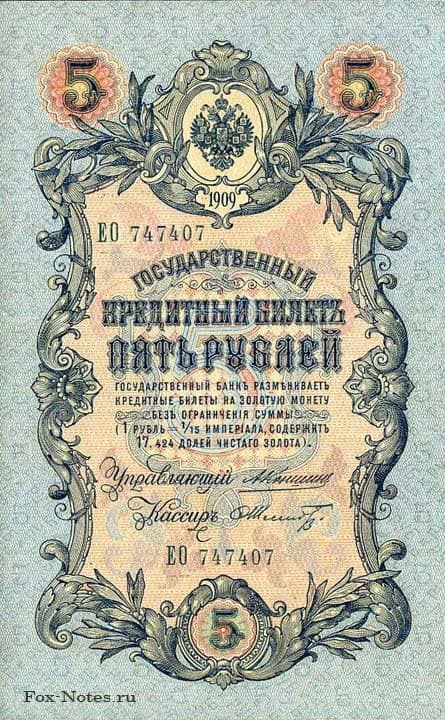 5 5
1909
ЕО 747407
ГОСУДАРСТВЕННЫЙ
КРЕДИТНЫЙ БИЛЕТЪ
ПЯТЬ РУБЛЕЙ
ГОСУДАРСТВЕННЫЙ БАНКЪ РАЗМѢНИВАЕТЪ
КРЕДИТНЫЕ БИЛЕТЫ НА ЗОЛОТУЮ МОНЕТУ
БЕЗЪ ОГРАНИЧЕНІЯ СУММЫ
(1 РУБЛЬ = 1/15 ИМПЕРІАЛА, СОДЕРЖИТЪ
17,424 ДОЛЕЙ ЧИСТАГО ЗОЛОТА).
Управляющій
Кассиръ
ЕО 747407
5
Fox-Notes.ru